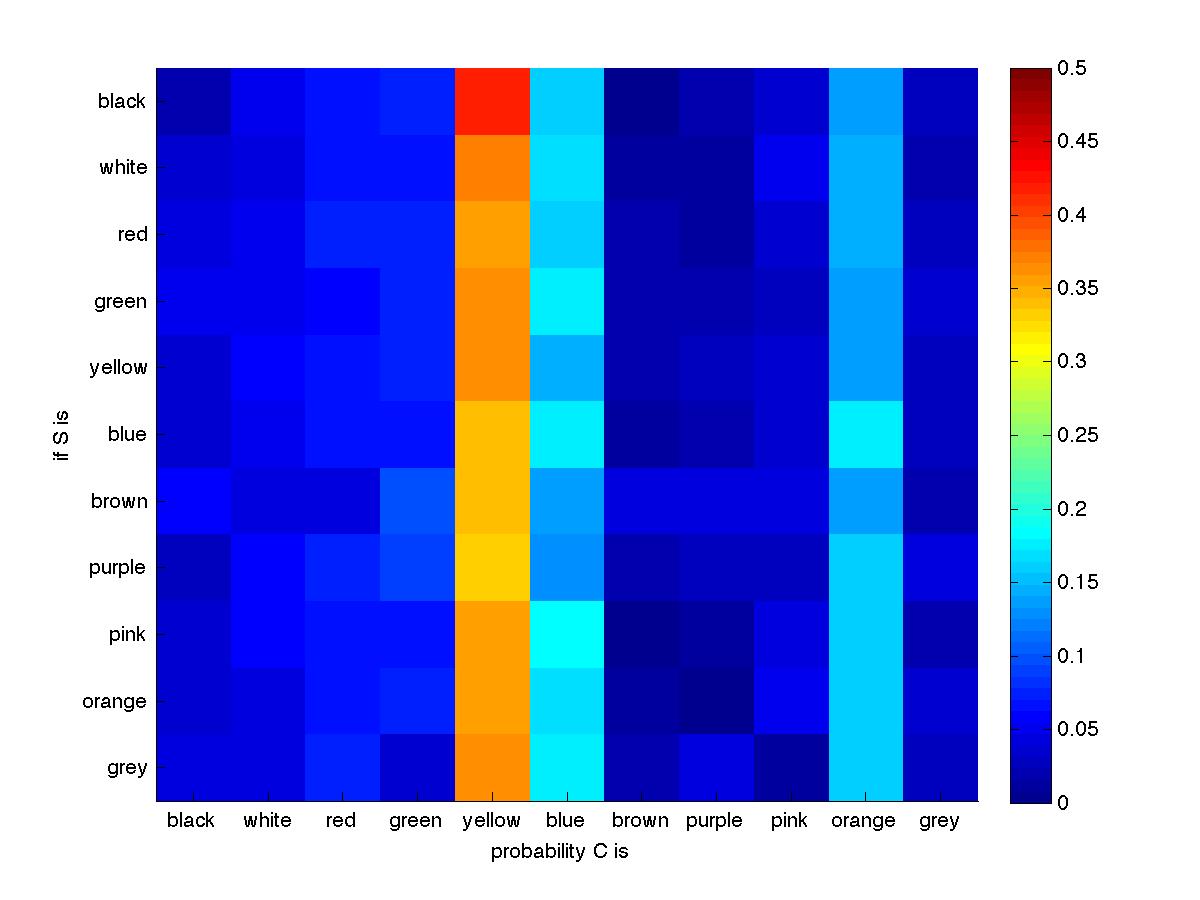 if S is
black
white
red
green
yellow
blue
brown
purple
pink
orange
grey
black white red green yellow blue brown purple pink orange grey
probability C is
0.5
0.45
0.4
0.35
0.3
0.25
0.2
0.15
0.1
0.05
0